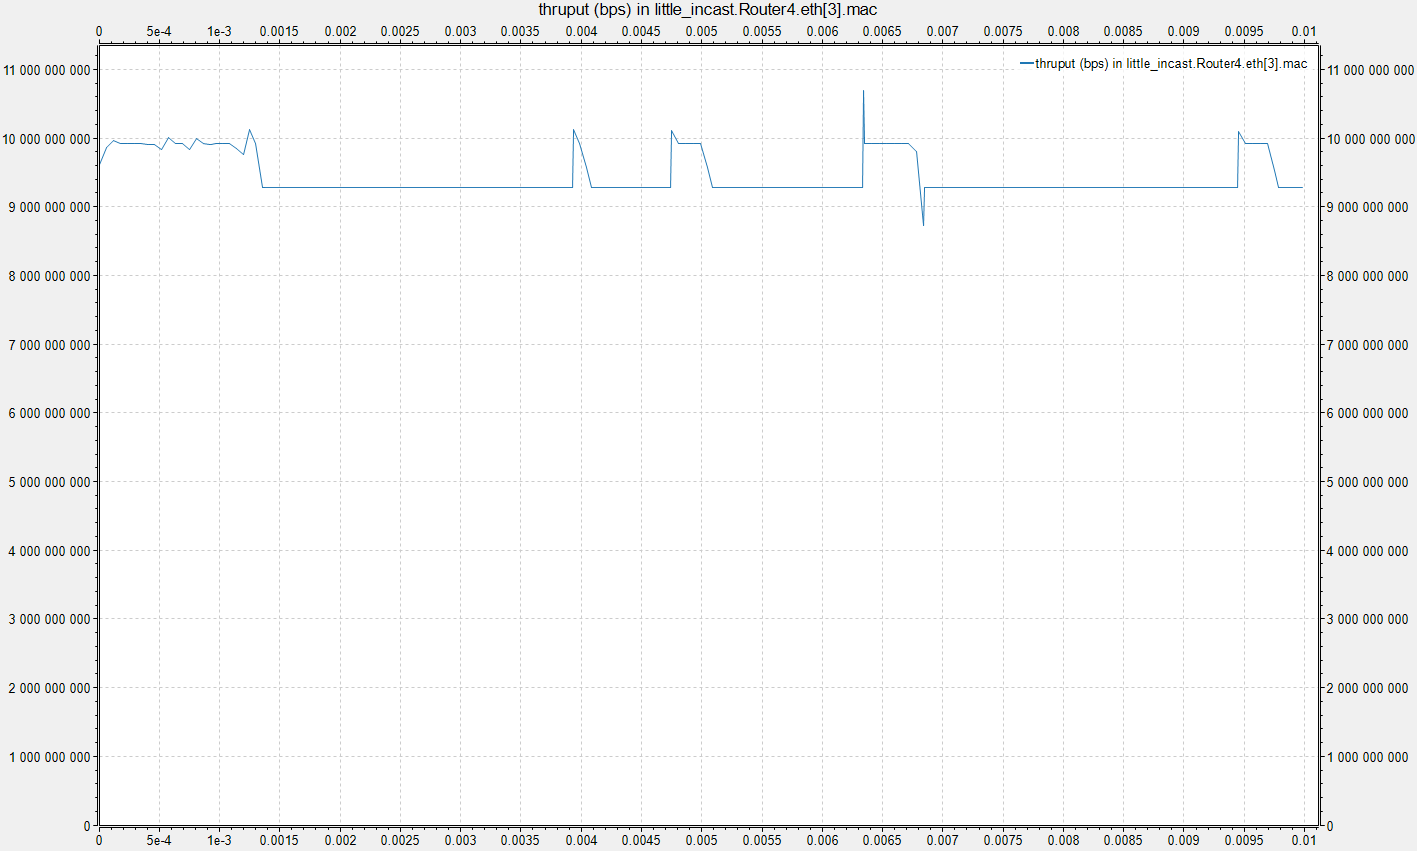 thruput (bps) in little_incast.Router4.eth[3].mac
0 5e-4 1e-3 0.0015 0.002 0.0025 0.003 0.0035 0.004 0.0045 0.005 0.0055 0.006 0.0065 0.007 0.0075 0.008 0.0085 0.009 0.0095 0.01
thruput (bps) in little_incast.Router4.eth[3].mac
11 000 000 000 11 000 000 000
10 000 000 000 10 000 000 000
9 000 000 000 9 000 000 000
8 000 000 000 8 000 000 000
7 000 000 000 7 000 000 000
6 000 000 000 6 000 000 000
5 000 000 000 5 000 000 000
4 000 000 000 4 000 000 000
3 000 000 000 3 000 000 000
2 000 000 000 2 000 000 000
1 000 000 000 1 000 000 000
0 0
0 5e-4 1e-3 0.0015 0.002 0.0025 0.003 0.0035 0.004 0.0045 0.005 0.0055 0.006 0.0065 0.007 0.0075 0.008 0.0085 0.009 0.0095 0.01